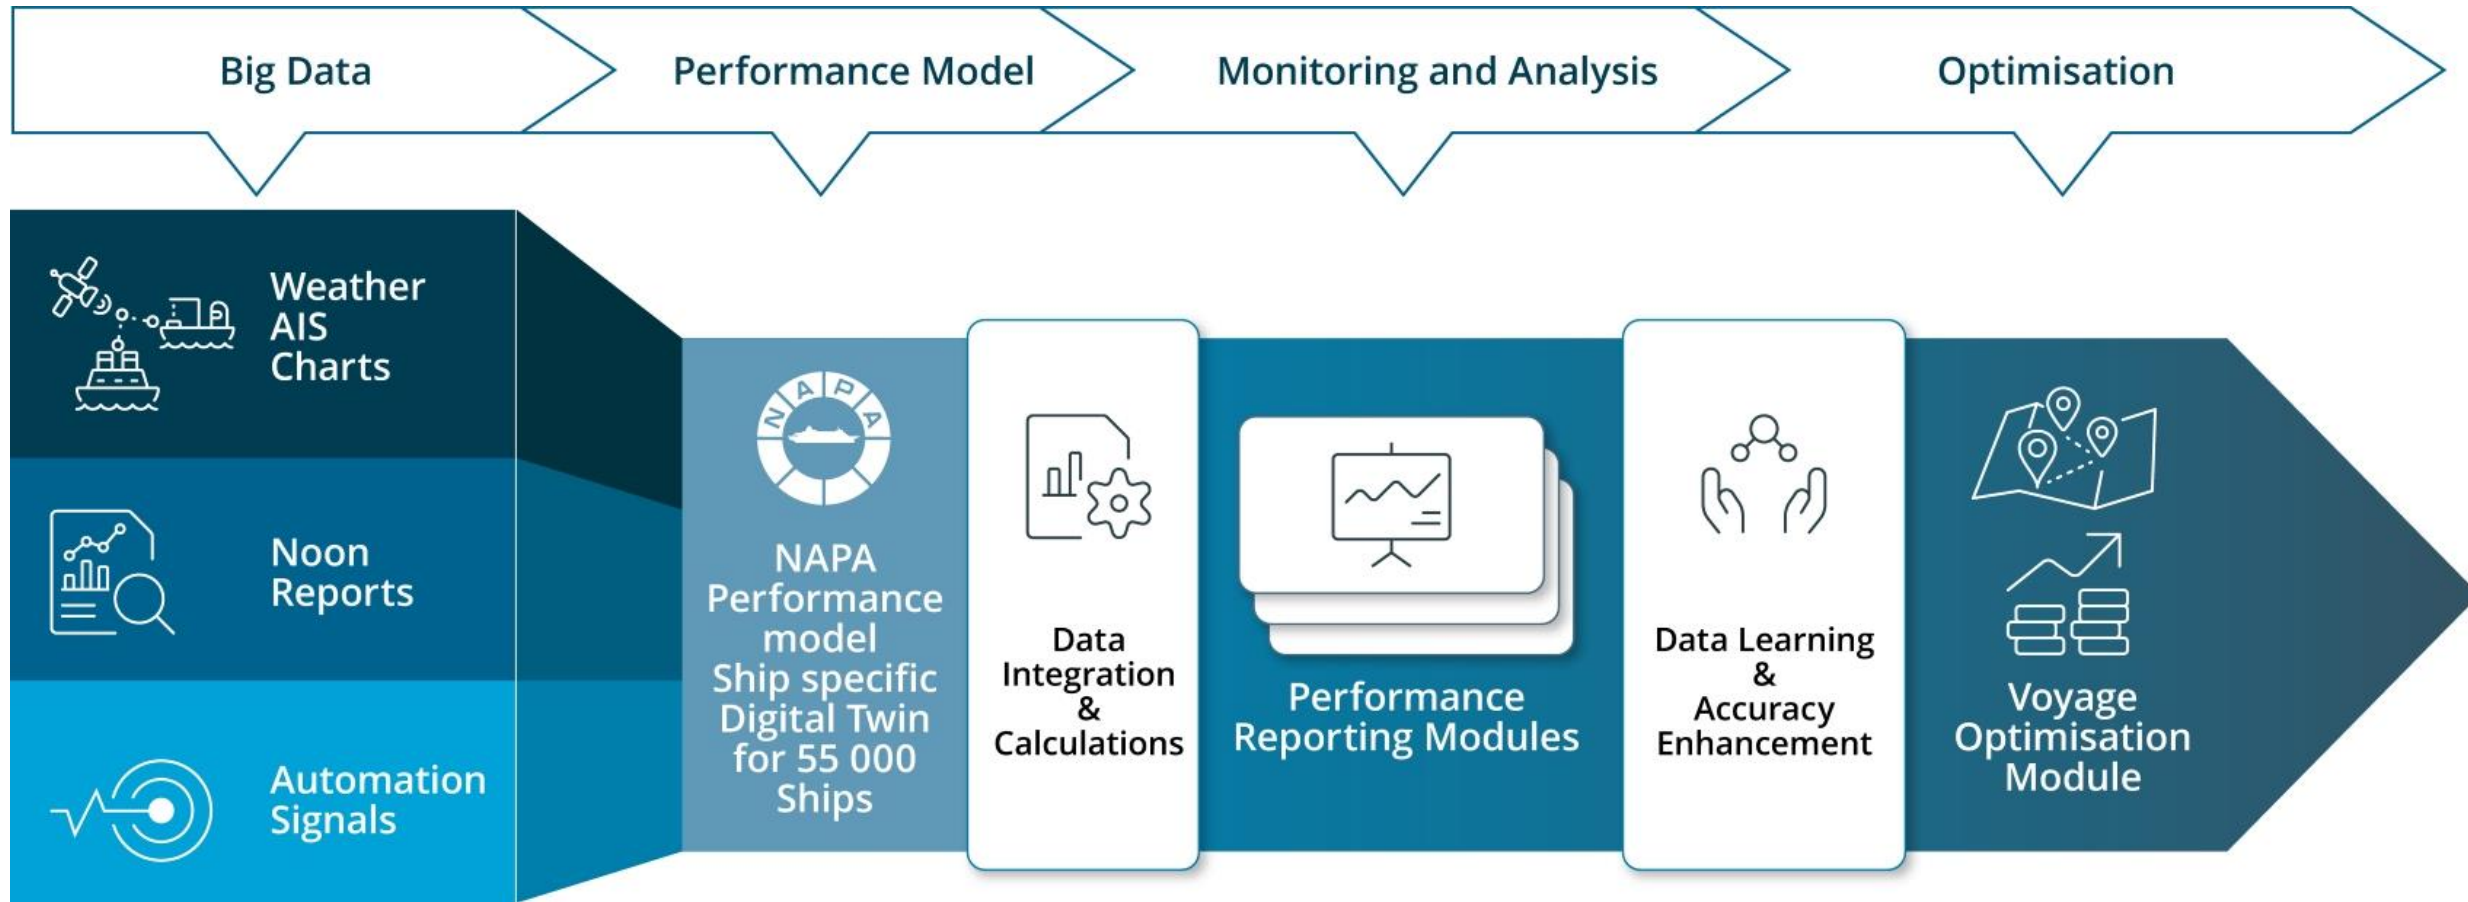 Big Data
Performance Model
Monitoring and Analysis
Optimisation
Weather
AIS
Charts
Noon
Reports
Automation
Signals
NAPA
NAPA
Performance
model
Ship specific
Digital Twin
for 55 000
Ships
Data
Integration
&
Calculations
Performance
Reporting Modules
Data Learning
&
Accuracy
Enhancement
Voyage
Optimisation
Module